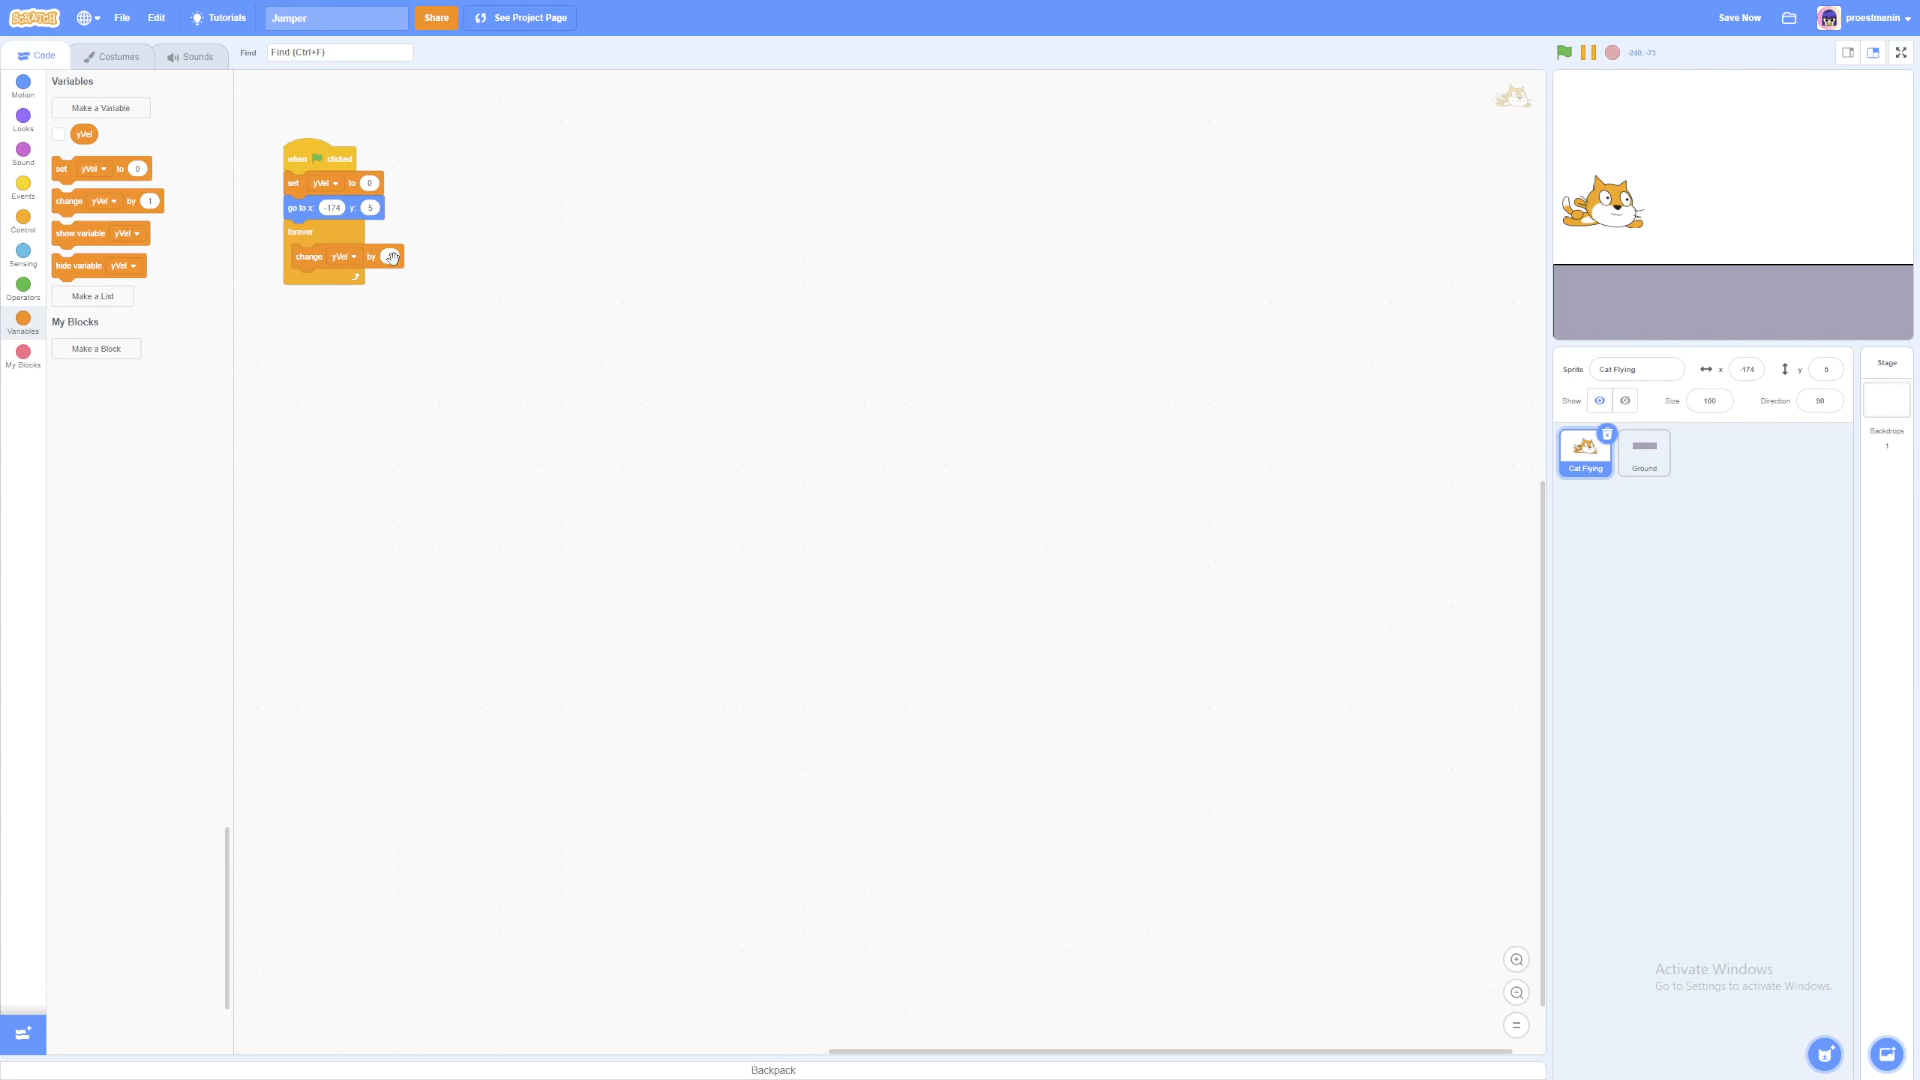 SCRATCH File Edit Tutorials Jumper Share See Project Page Save Now proestmanin
Code Costumes Sounds Find Find (Ctrl+F) -240, -73
Motion
Looks
Sound
Events
Control
Sensing
Operators
Variables
My Blocks
Variables
Make a Variable
yVel
set yVel to 0
change yVel by 1
show variable yVel
hide variable yVel
Make a List
My Blocks
Make a Block
when clicked
set yVel to 0
go to x: -174 y: 5
forever
change yVel by
Sprite Cat Flying x -174 y 5
Show Size 100 Direction 90
Cat Flying
Ground
Stage
Backdrops
1
Activate Windows
Go to Settings to activate Windows.
Backpack